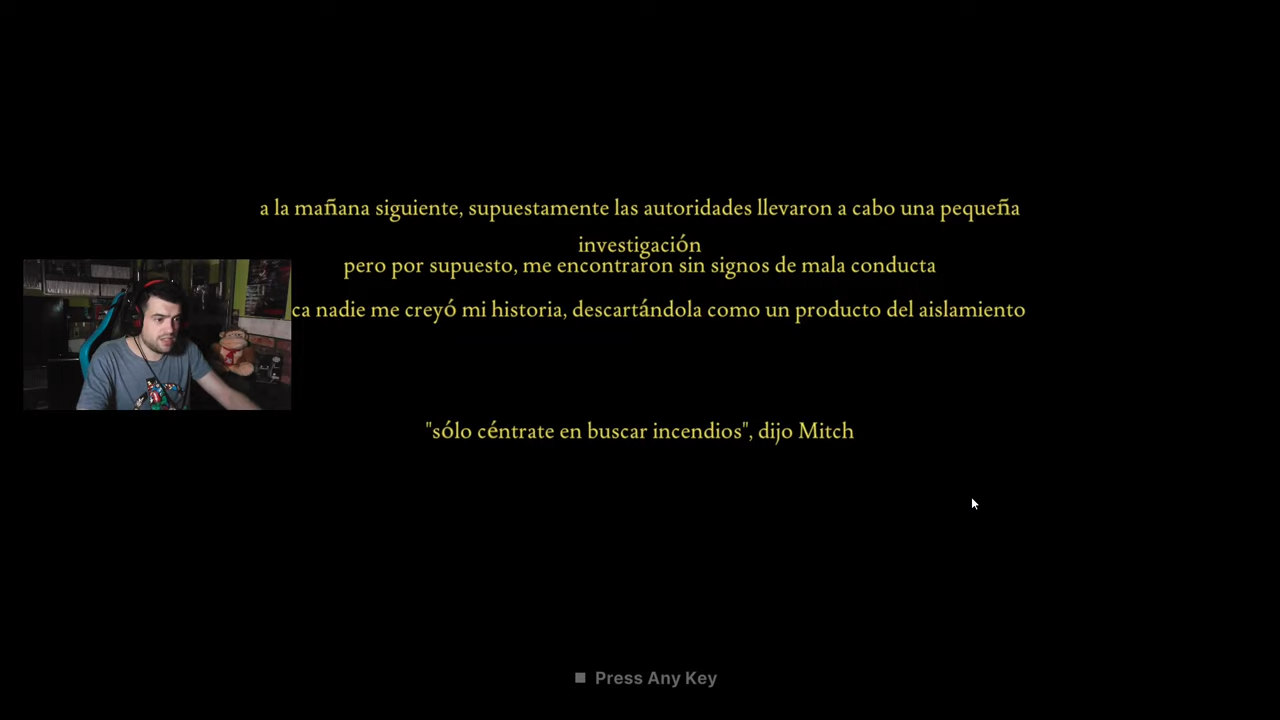 a la mañana siguiente, supuestamente las autoridades llevaron a cabo una pequeña
investigación
pero por supuesto, me encontraron sin signos de mala conducta
ca nadie me creyó mi historia, descartándola como un producto del aislamiento
"sólo céntrate en buscar incendios", dijo Mitch
Press Any Key